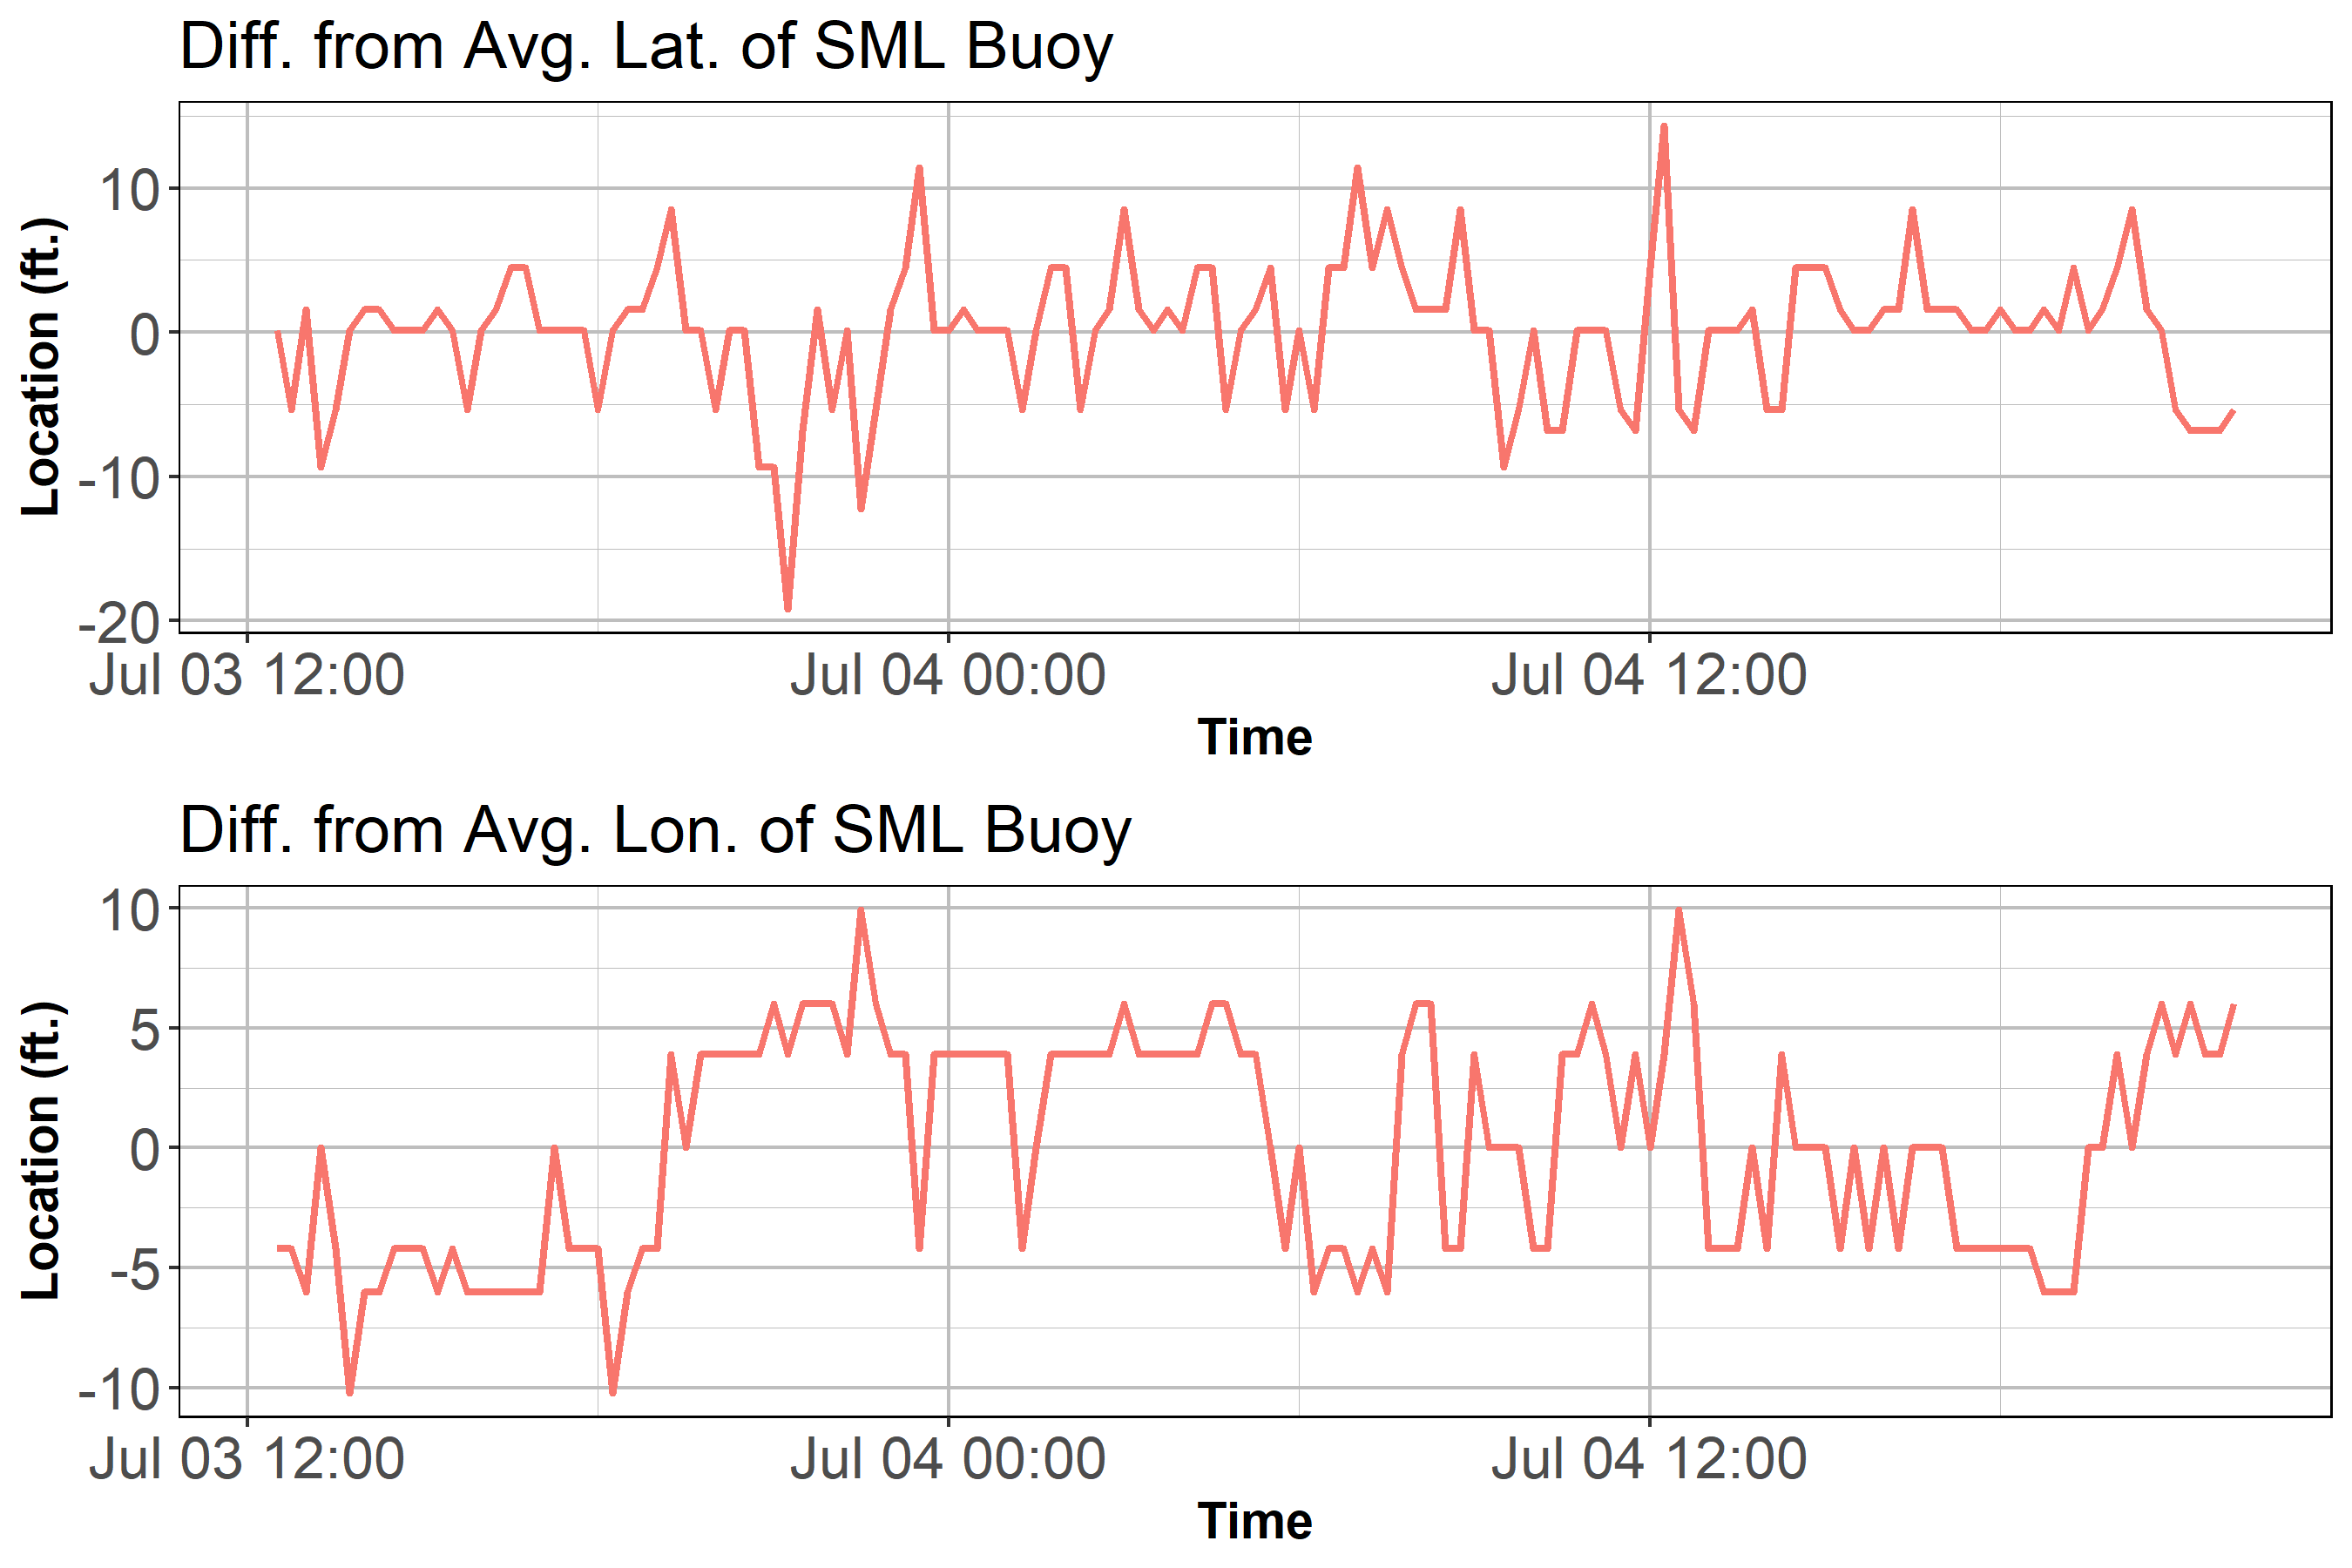 Diff. from Avg. Lat. of SML Buoy
Location (ft.)
10
0
-10
-20
Jul 03 12:00 Jul 04 00:00 Jul 04 12:00
Time
Diff. from Avg. Lon. of SML Buoy
Location (ft.)
10
5
0
-5
-10
Jul 03 12:00 Jul 04 00:00 Jul 04 12:00
Time